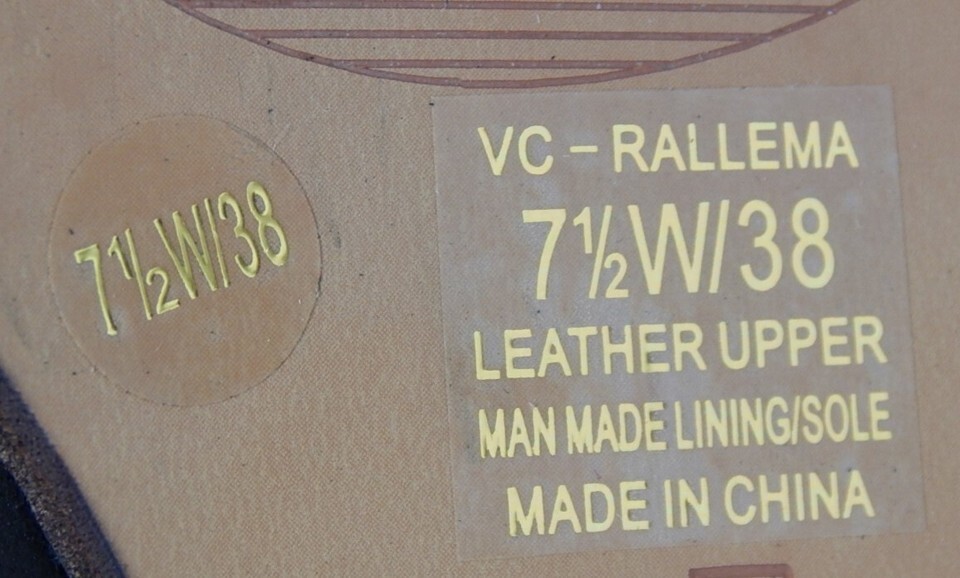 7½W/38
VC – RALLEMA
7½W/38
LEATHER UPPER
MAN MADE LINING/SOLE
MADE IN CHINA